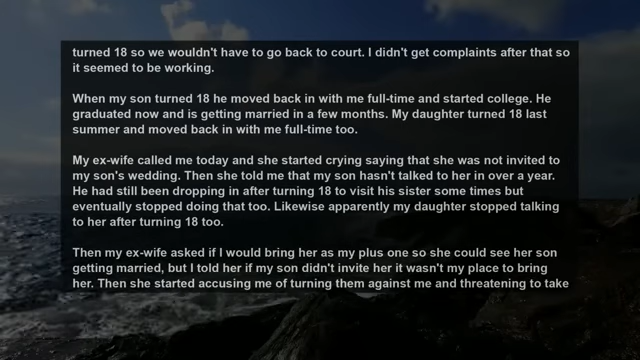 turned 18 so we wouldn't have to go back to court. I didn't get complaints after that so
it seemed to be working.
When my son turned 18 he moved back in with me full-time and started college. He
graduated now and is getting married in a few months. My daughter turned 18 last
summer and moved back in with me full-time too.
My ex-wife called me today and she started crying saying that she was not invited to
my son's wedding. Then she told me that my son hasn't talked to her in over a year.
He had still been dropping in after turning 18 to visit his sister some times but
eventually stopped doing that too. Likewise apparently my daughter stopped talking
to her after turning 18 too.
Then my ex-wife asked if I would bring her as my plus one so she could see her son
getting married, but I told her if my son didn't invite her it wasn't my place to bring
her. Then she started accusing me of turning them against me and threatening to take